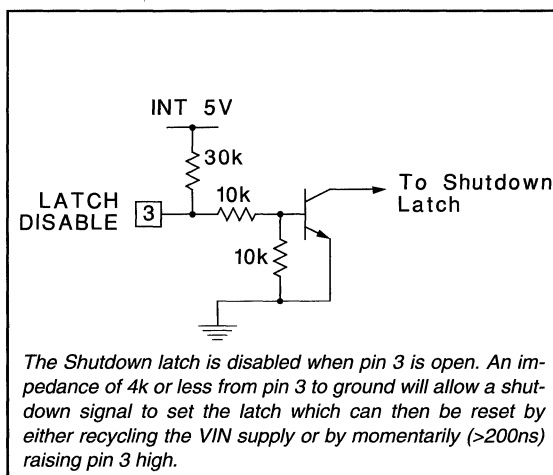 INT 5V
30k
LATCH
DISABLE
3
10k
To Shutdown
Latch
10k
The Shutdown latch is disabled when pin 3 is open. An im-
pedance of 4k or less from pin 3 to ground will allow a shut-
down signal to set the latch which can then be reset by
either recycling the VIN supply or by momentarily (>200ns)
raising pin 3 high.